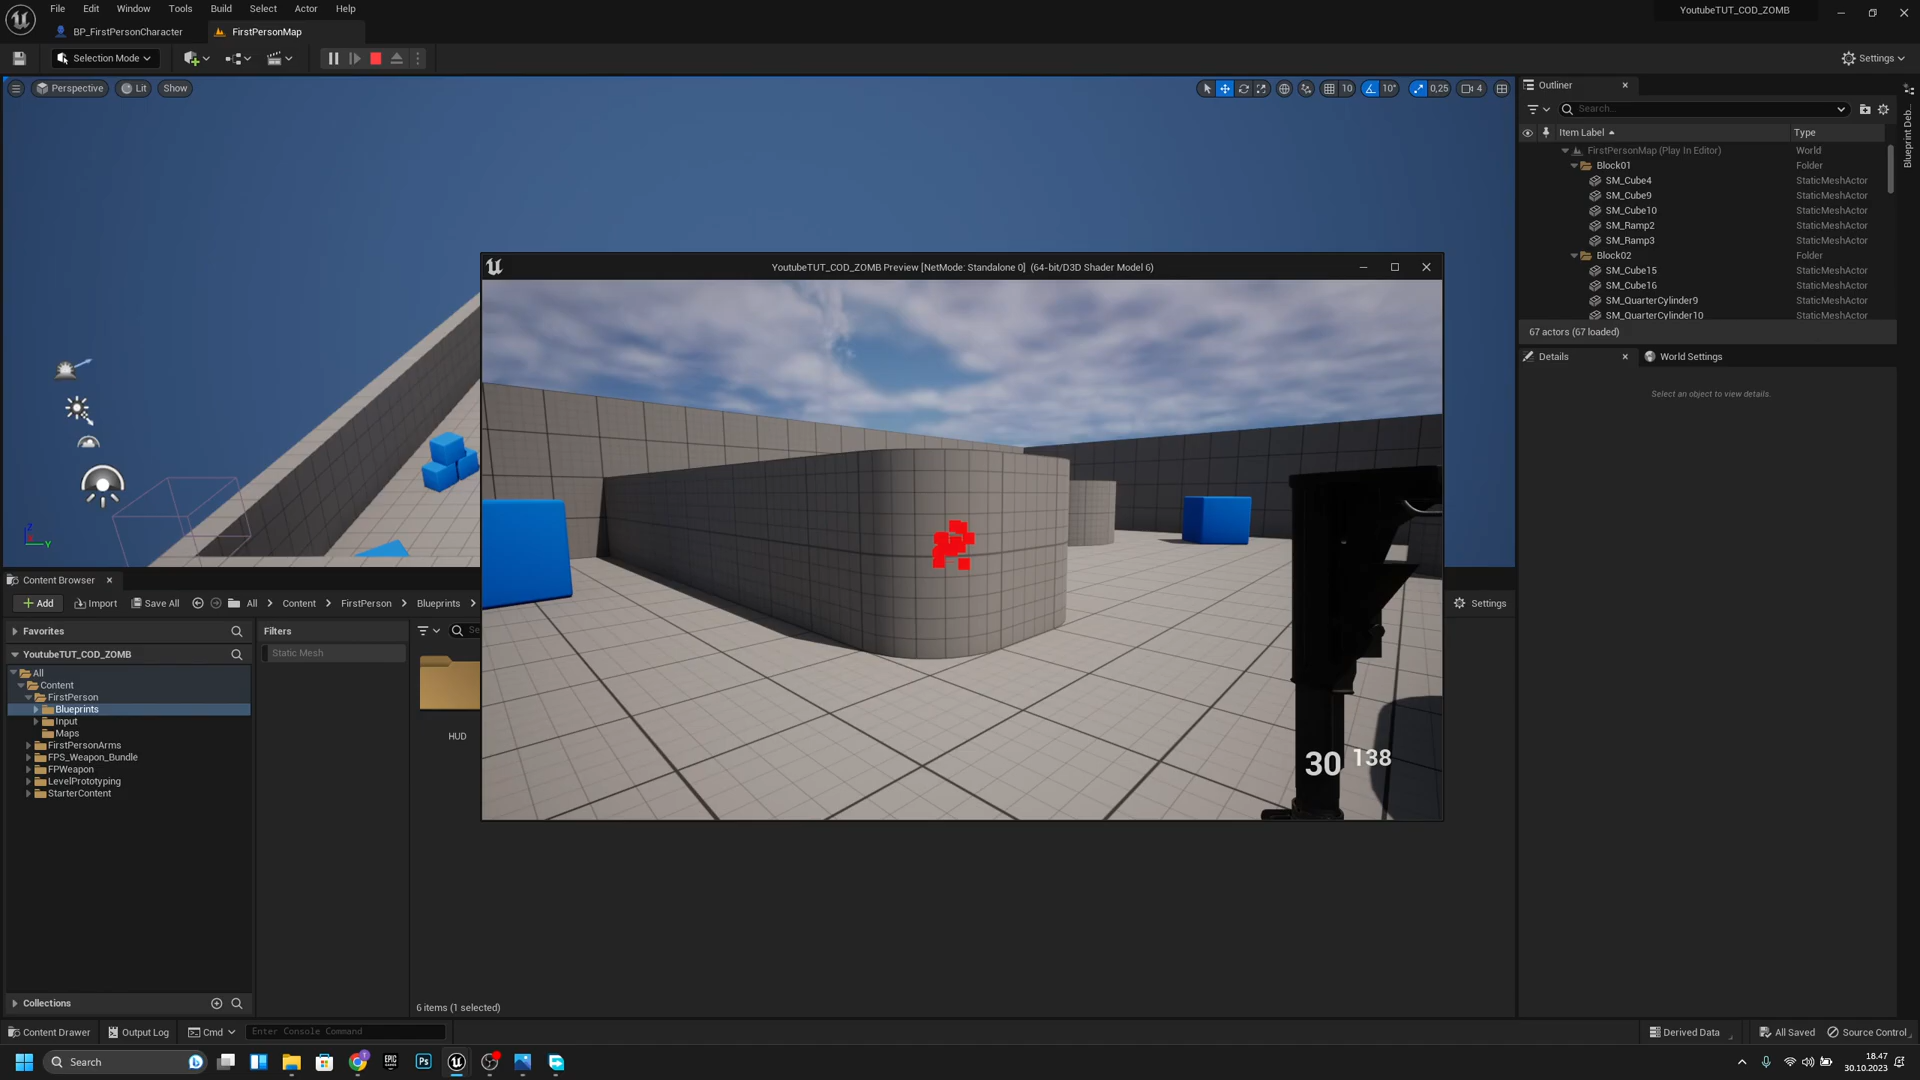 File Edit Window Tools Build Select Actor Help
YoutubeTUT_COD_ZOMB
BP_FirstPersonCharacter
FirstPersonMap
Selection Mode
Settings
Perspective
Lit
Show
10
10°
0,25
4
Outliner
Search...
Item Label
Type
FirstPersonMap (Play In Editor) World
Block01 Folder
SM_Cube4 StaticMeshActor
SM_Cube9 StaticMeshActor
SM_Cube10 StaticMeshActor
SM_Ramp2 StaticMeshActor
SM_Ramp3 StaticMeshActor
Block02 Folder
SM_Cube15 StaticMeshActor
SM_Cube16 StaticMeshActor
SM_QuarterCylinder9 StaticMeshActor
SM_QuarterCylinder10 StaticMeshActor
67 actors (67 loaded)
Blueprint Deb
Details
World Settings
Select an object to view details.
YoutubeTUT_COD_ZOMB Preview [NetMode: Standalone 0] (64-bit/D3D Shader Model 6)
30 138
Z
Y
Content Browser
Add
Import
Save All
All
Content
FirstPerson
Blueprints
Settings
Favorites
Filters
Se
Static Mesh
YoutubeTUT_COD_ZOMB
All
Content
FirstPerson
Blueprints
Input
Maps
FirstPersonArms
FPS_Weapon_Bundle
FPWeapon
LevelPrototyping
StarterContent
HUD
Collections
6 items (1 selected)
Content Drawer
Output Log
Cmd
Enter Console Command
Derived Data
All Saved
Source Control
Search
EPIC
Ps
18.47
30.10.2023